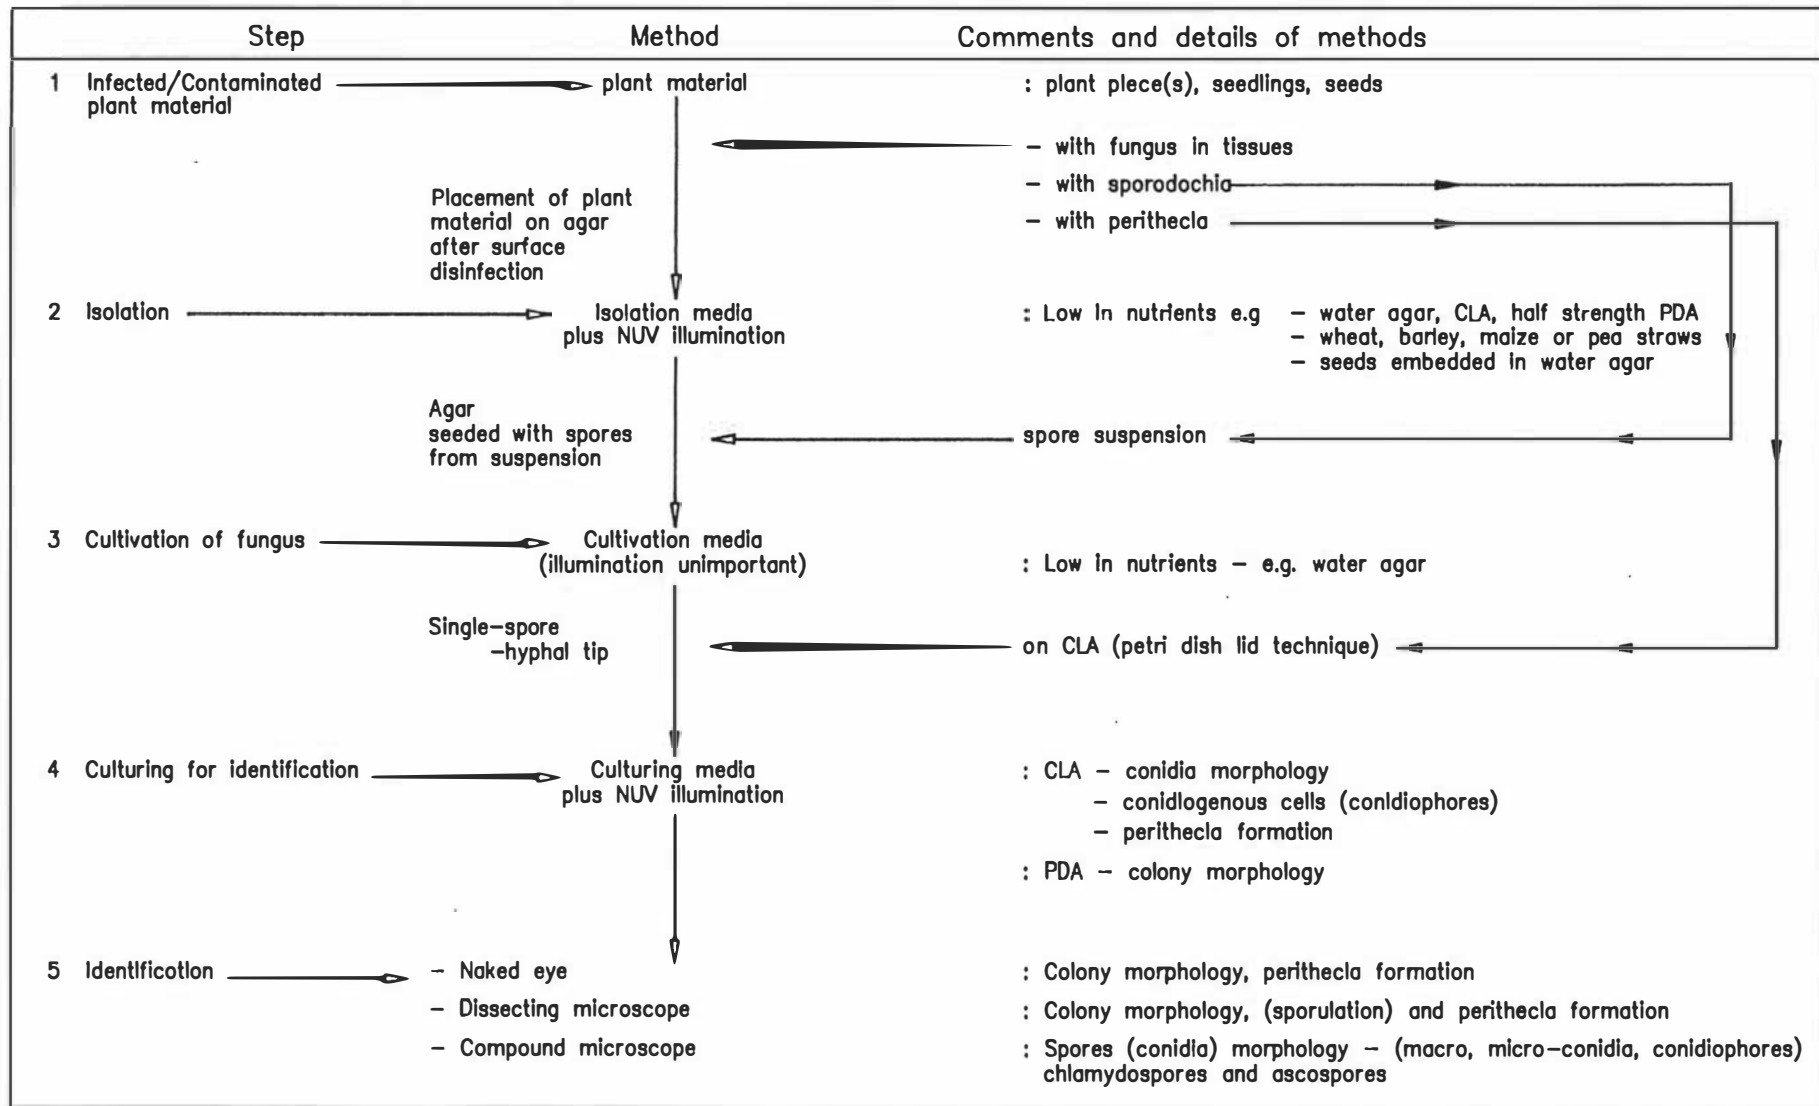 Step Method Comments and details of methods
1 Infected/Contaminated plant material : plant piece(s), seedlings, seeds
plant material
- with fungus in tissues
- with sporodochia
Placement of plant
material on agar
- with perithecia
after surface
disinfection
2 Isolation Isolation media : Low in nutrients e.g - water agar, CLA, half strength PDA
plus NUV illumination - wheat, barley, maize or pea straws
- seeds embedded in water agar
Agar
seeded with spores spore suspension
from suspension
3 Cultivation of fungus Cultivation media
(illumination unimportant) : Low in nutrients - e.g. water agar
Single-spore
-hyphal tip on CLA (petri dish lid technique)
4 Culturing for identification Culturing media : CLA - conidia morphology
plus NUV illumination - conidiogenous cells (conidiophores)
- perithecia formation
: PDA - colony morphology
5 Identification - Naked eye : Colony morphology, perithecia formation
- Dissecting microscope : Colony morphology, (sporulation) and perithecia formation
- Compound microscope : Spores (conidia) morphology - (macro, micro-conidia, conidiophores)
chlamydospores and ascospores